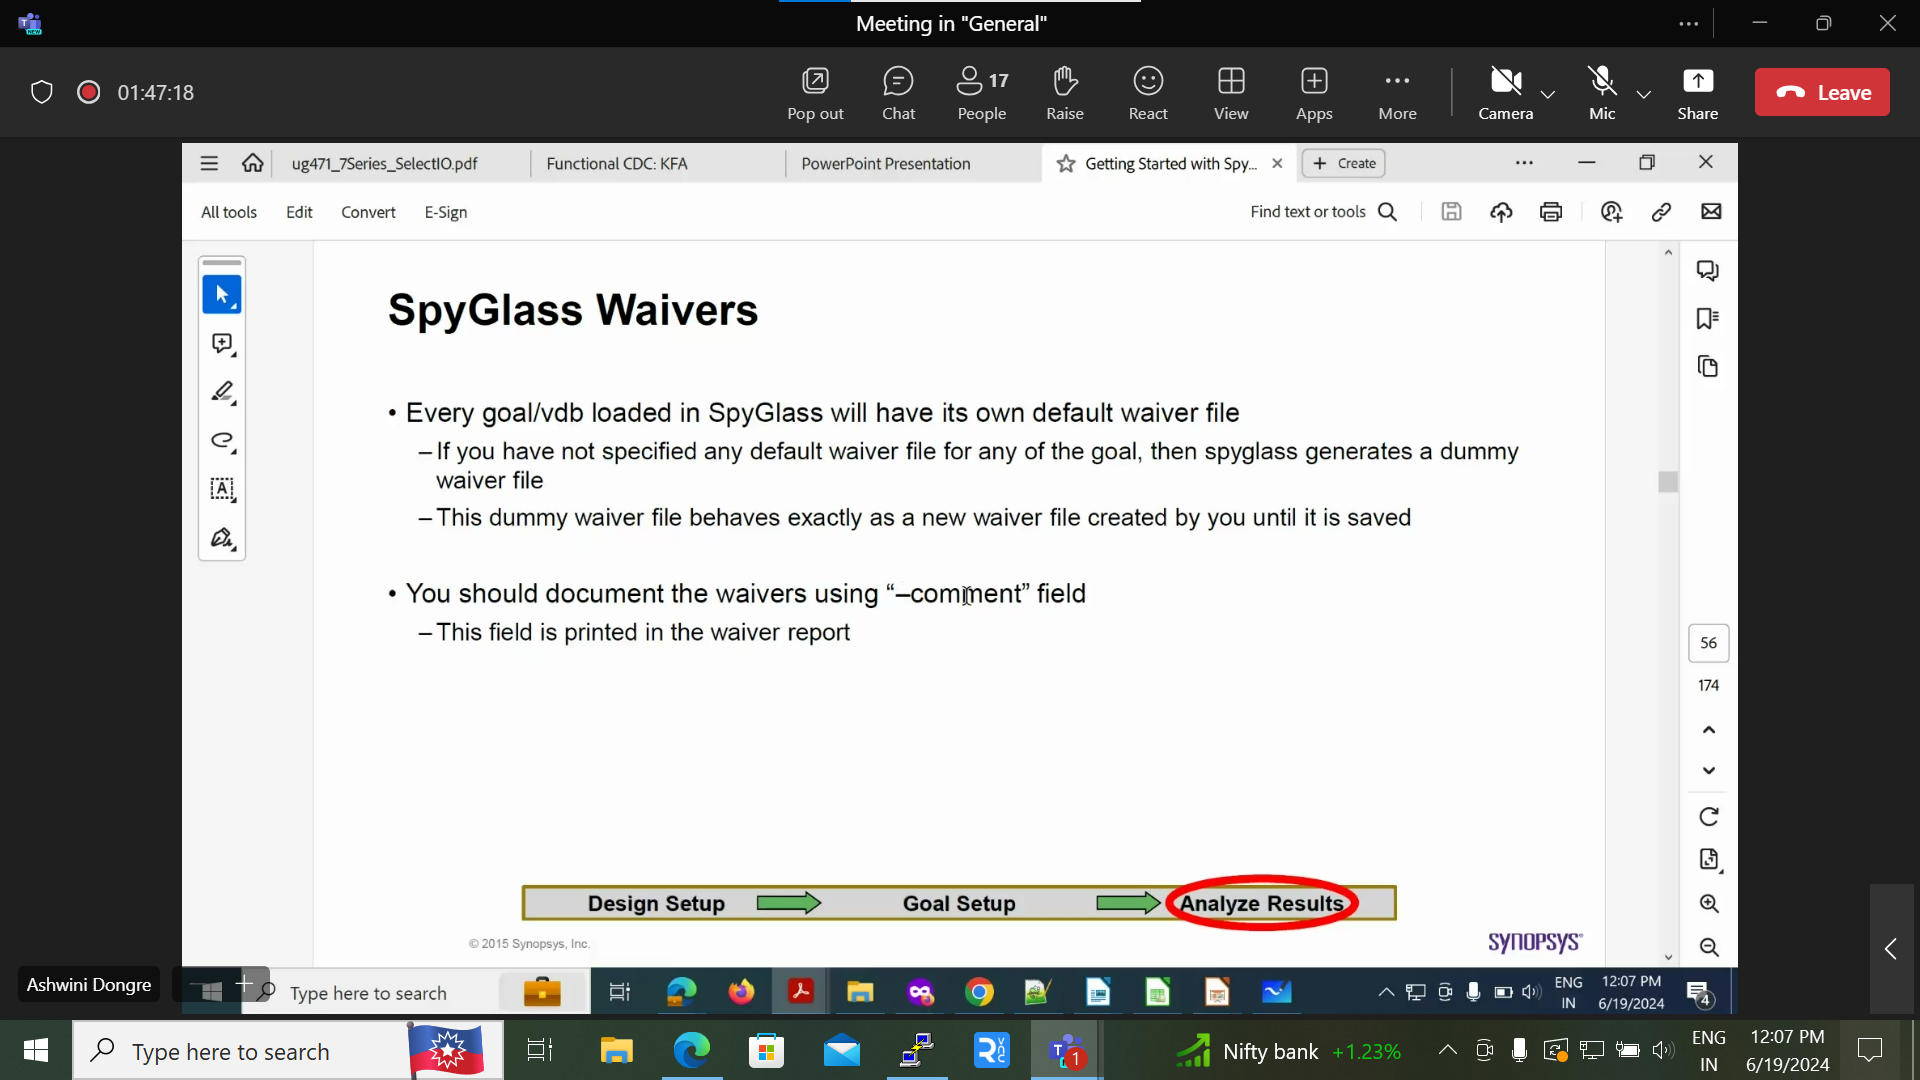 Meeting in "General"
01:47:18
Pop out
Chat
17
People
Raise
React
View
Apps
More
Camera
Mic
Share
Leave
ug471_7Series_SelectIO.pdf
Functional CDC: KFA
PowerPoint Presentation
Getting Started with Spy...
Create
All tools
Edit
Convert
E-Sign
Find text or tools
SpyGlass Waivers
• Every goal/vdb loaded in SpyGlass will have its own default waiver file
– If you have not specified any default waiver file for any of the goal, then spyglass generates a dummy
waiver file
– This dummy waiver file behaves exactly as a new waiver file created by you until it is saved
• You should document the waivers using “–comment” field
– This field is printed in the waiver report
56
174
Design Setup
Goal Setup
Analyze Results
© 2015 Synopsys, Inc.
SYNOPSYS®
Ashwini Dongre
Type here to search
ENG
IN
12:07 PM
6/19/2024
4
Type here to search
1
Nifty bank +1.23%
ENG
IN
12:07 PM
6/19/2024